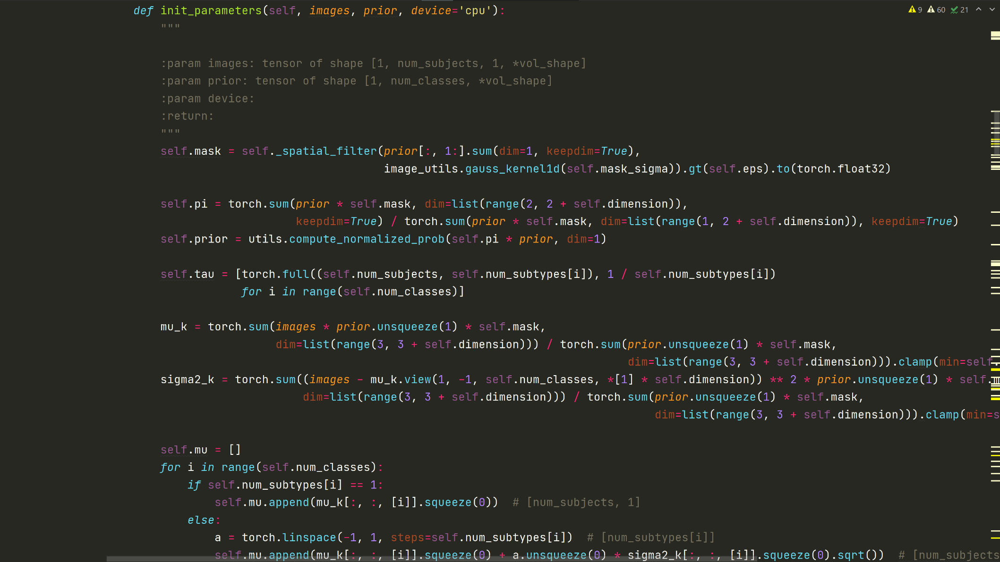 def init_parameters(self, images, prior, device='cpu'):
9 60 21
"""
:param images: tensor of shape [1, num_subjects, 1, *vol_shape]
:param prior: tensor of shape [1, num_classes, *vol_shape]
:param device:
:return:
"""
self.mask = self._spatial_filter(prior[:, 1:].sum(dim=1, keepdim=True),
image_utils.gauss_kernel1d(self.mask_sigma)).gt(self.eps).to(torch.float32)
self.pi = torch.sum(prior * self.mask, dim=list(range(2, 2 + self.dimension)),
keepdim=True) / torch.sum(prior * self.mask, dim=list(range(1, 2 + self.dimension)), keepdim=True)
self.prior = utils.compute_normalized_prob(self.pi * prior, dim=1)
self.tau = [torch.full((self.num_subjects, self.num_subtypes[i]), 1 / self.num_subtypes[i])
for i in range(self.num_classes)]
mu_k = torch.sum(images * prior.unsqueeze(1) * self.mask,
dim=list(range(3, 3 + self.dimension))) / torch.sum(prior.unsqueeze(1) * self.mask,
dim=list(range(3, 3 + self.dimension))).clamp(min=self.
sigma2_k = torch.sum((images - mu_k.view(1, -1, self.num_classes, *[1] * self.dimension)) ** 2 * prior.unsqueeze(1) * self.m
dim=list(range(3, 3 + self.dimension))) / torch.sum(prior.unsqueeze(1) * self.mask,
dim=list(range(3, 3 + self.dimension))).clamp(min=s
self.mu = []
for i in range(self.num_classes):
if self.num_subtypes[i] == 1:
self.mu.append(mu_k[:, :, [i]].squeeze(0)) # [num_subjects, 1]
else:
a = torch.linspace(-1, 1, steps=self.num_subtypes[i]) # [num_subtypes[i]]
self.mu.append(mu_k[:, :, [i]].squeeze(0) + a.unsqueeze(0) * sigma2_k[:, :, [i]].squeeze(0).sqrt()) # [num_subjects